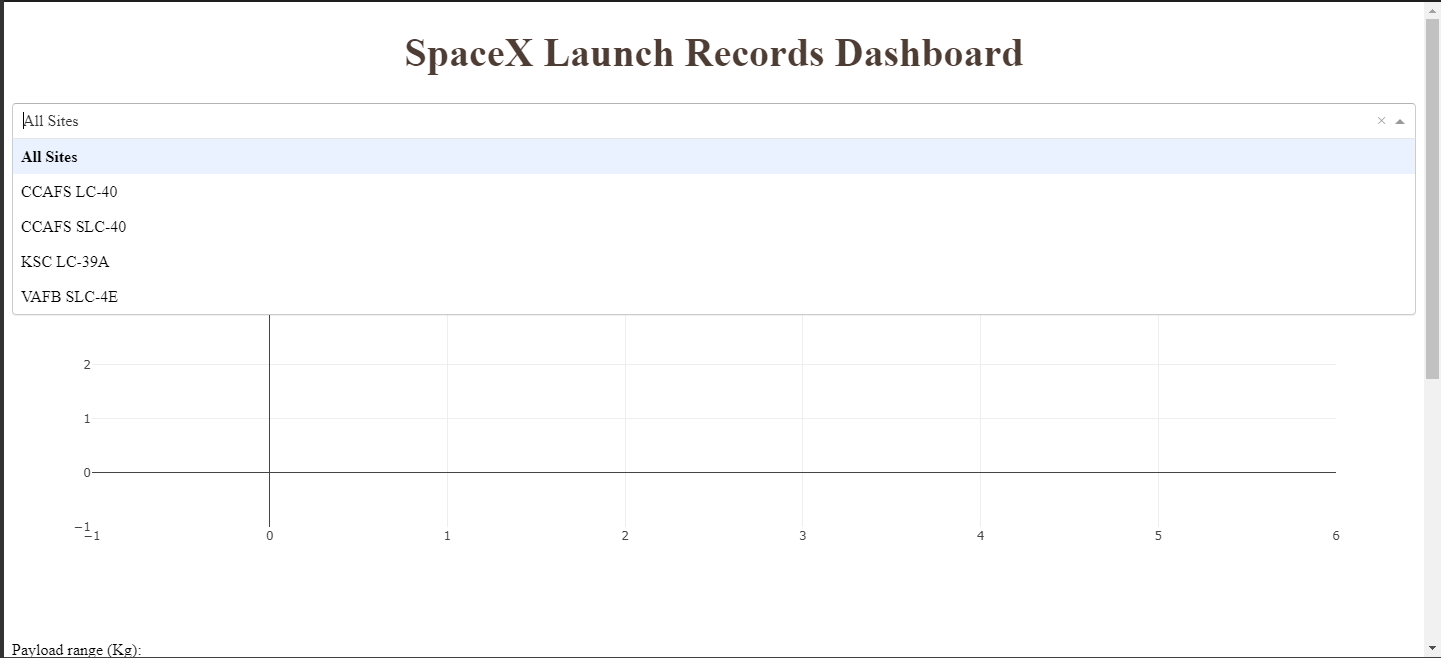 SpaceX Launch Records Dashboard
All Sites
All Sites
CCAFS LC-40
CCAFS SLC-40
KSC LC-39A
VAFB SLC-4E
2
1
0
−1
−1 0 1 2 3 4 5 6
Payload range (Kg):